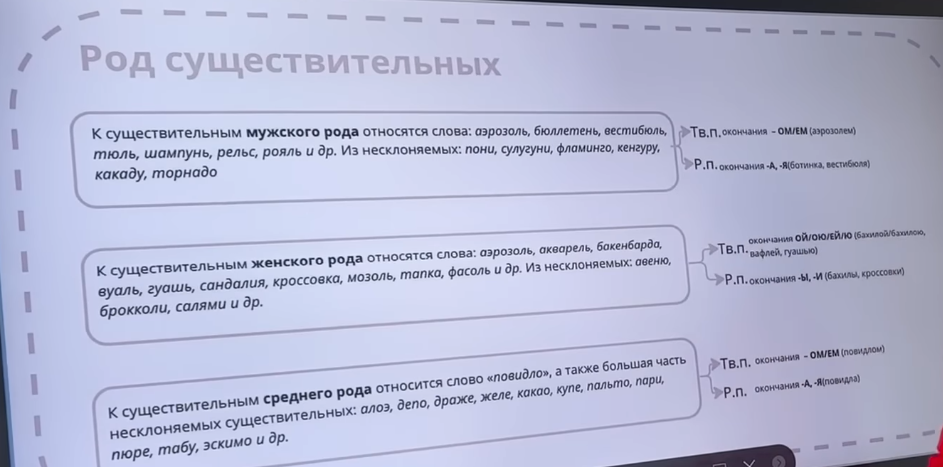 Род существительных
К существительным мужского рода относятся слова: аэрозоль, бюллетень, вестибюль,
тюль, шампунь, рельс, рояль и др. Из несклоняемых: пони, сулугуни, фламинго, кенгуру,
какаду, торнадо
Тв.п. окончания - ОМ/ЕМ (аэрозолем)
Р.п. окончания -А, -Я(ботинка, вестибюля)
К существительным женского рода относятся слова: аэрозоль, акварель, бакенбарда,
вуаль, гуашь, сандалия, кроссовка, мозоль, тапка, фасоль и др. Из несклоняемых: авеню,
брокколи, салями и др.
Тв.п. окончания ОЙ/ОЮ/ЕЙ/Ю (бахилой/бахилою,
вафлей, гуашью)
Р.п. окончания -Ы, -И (бахилы, кроссовки)
К существительным среднего рода относится слово «повидло», а также большая часть
несклоняемых существительных: алоэ, депо, драже, желе, какао, купе, пальто, пари,
пюре, табу, эскимо и др.
Тв.п. окончания - ОМ/ЕМ (повидлом)
Р.п. окончания -А, -Я(повидла)